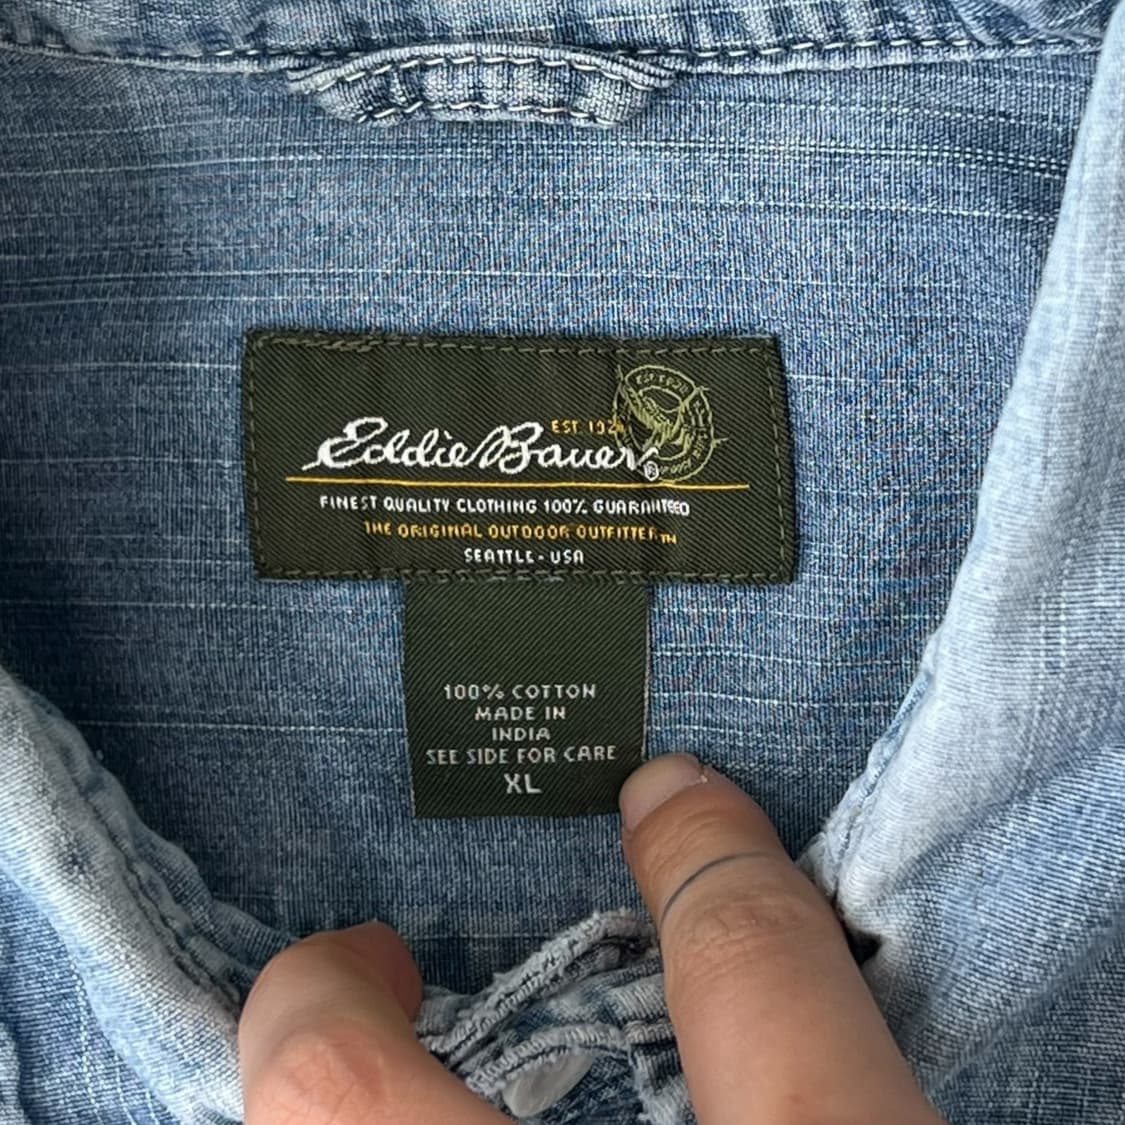 EST 192
Eddie Bauer®
FINEST QUALITY CLOTHING 100% GUARANTEED
THE ORIGINAL OUTDOOR OUTFITTER TM
SEATTLE - USA
100% COTTON
MADE IN
INDIA
SEE SIDE FOR CARE
XL